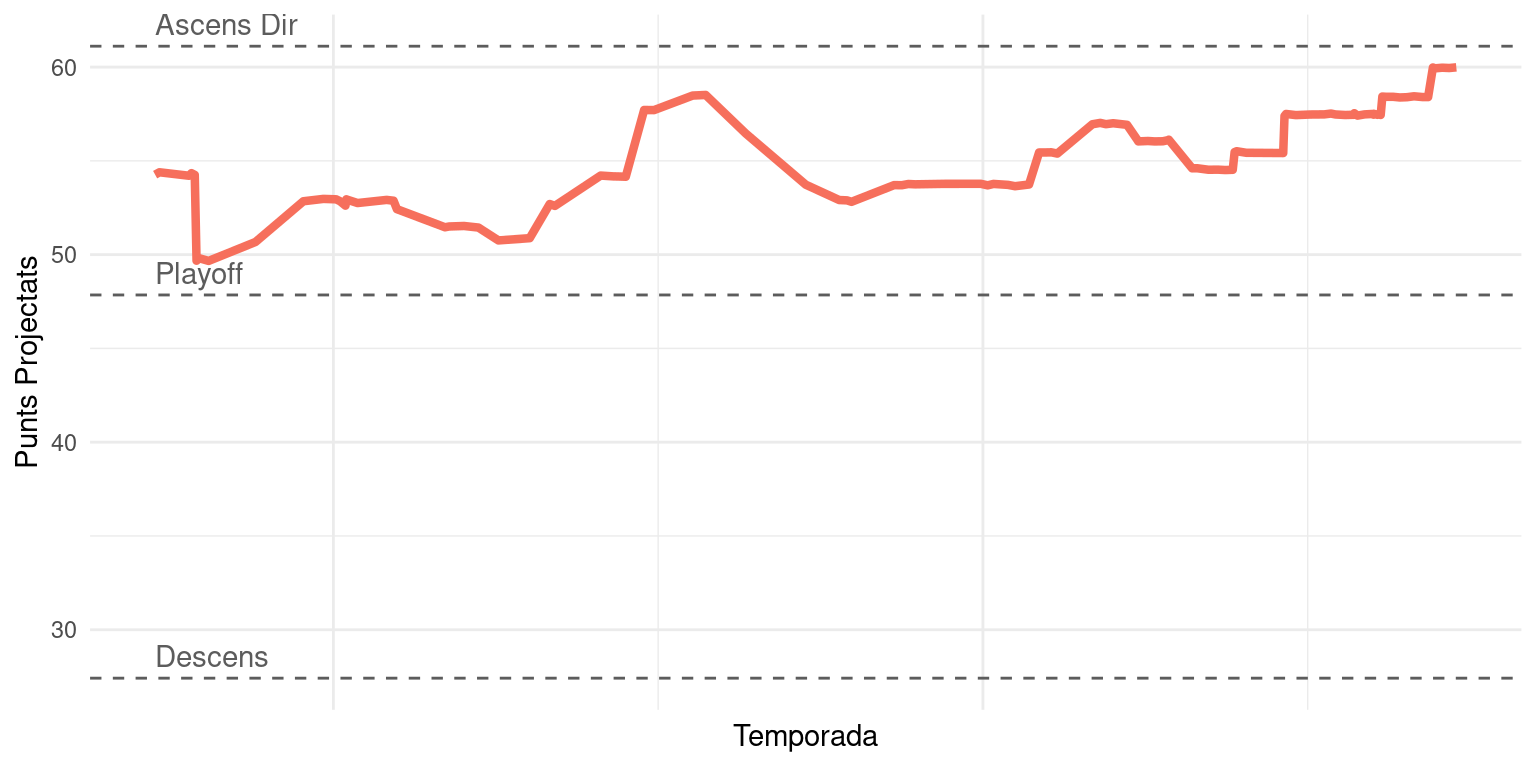 Ascens Dir
60
50
Playoff
40
30
Descens
Punts Projectats
Temporada